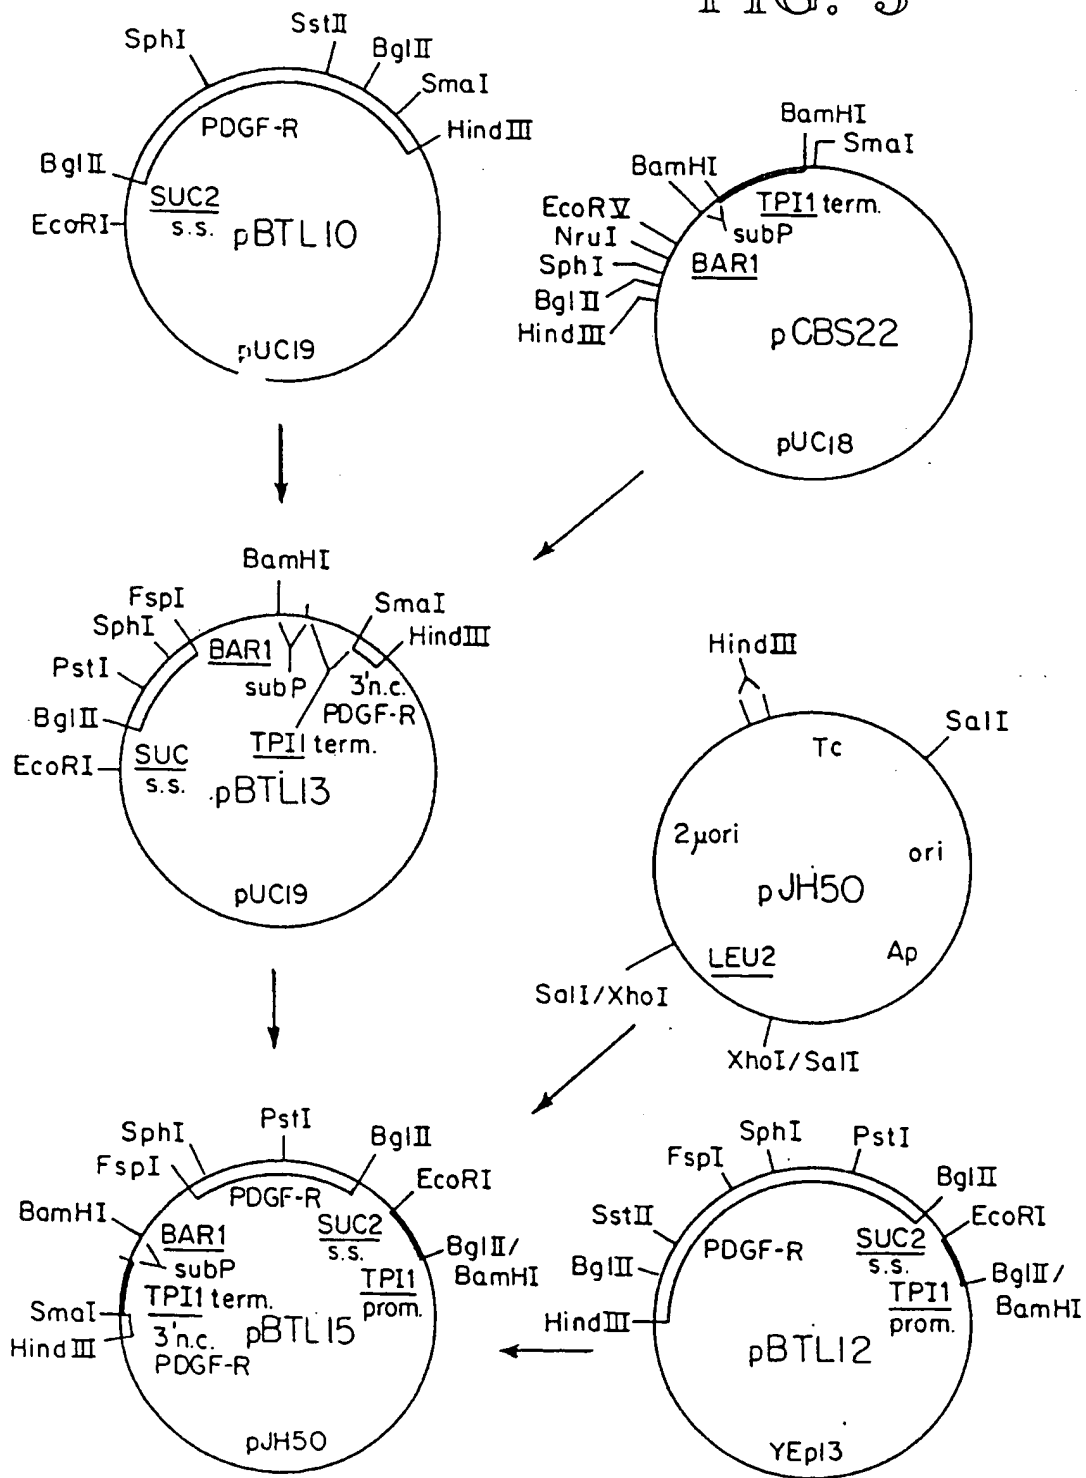 FIG. 5
SphI
SstII
BglII
SmaI
HindIII
PDGF-R
BglII
EcoRI
SUC2
s.s.
pBTL10
pUC19
BamHI
SmaI
BamHI
EcoRV
NruI
SphI
BglII
HindIII
TPI1 term.
subP
BAR1
pCBS22
pUC18
BamHI
FspI
SphI
PstI
BglII
EcoRI
SmaI
HindIII
BAR1
subP
3'n.c.
PDGF-R
TPI1 term.
SUC
s.s.
pBTL13
pUC19
HindIII
SalI
Tc
2μori
ori
pJH50
LEU2
Ap
SalI/XhoI
XhoI/SalI
PstI
SphI
BglII
FspI
EcoRI
PDGF-R
BamHI
BAR1
SUC2
s.s.
BglII/
BamHI
subP
TPI1
prom.
TPI1 term.
SmaI
HindIII
3'n.c.
PDGF-R
pBTL15
pJH50
SphI
PstI
FspI
BglII
SstII
EcoRI
PDGF-R
SUC2
s.s.
BglII
BglII/
BamHI
TPI1
prom.
HindIII
pBTL12
YEp13